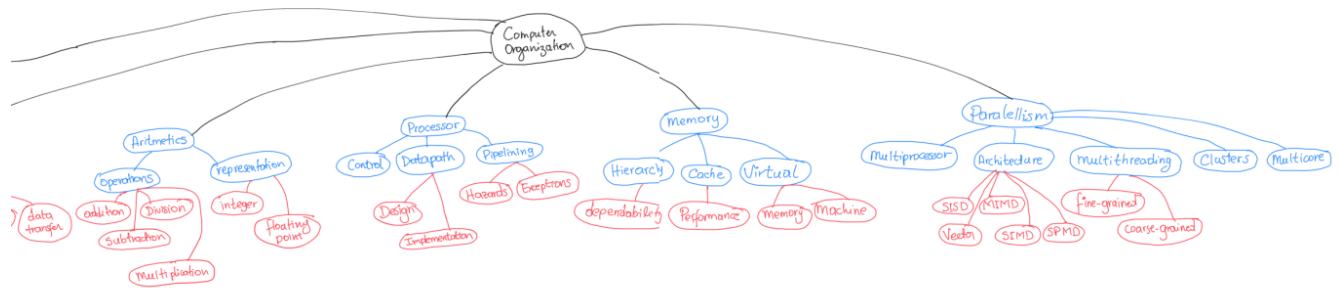 Computer
Organization
Aritmetics
Processor
Memory
Paralellism
operations
representation
Control
Datapath
Pipelining
Hierarchy
Cache
Virtual
Multiprocessor
Architecture
Multithreading
Clusters
Multicore
data
transfer
addition
Division
subtraction
multiplication
integer
floating
point
Design
Implementation
Hazards
Exceptions
dependability
Performance
Memory
Machine
SISD
MIMD
Vector
SIMD
SPMD
fine-grained
coarse-grained